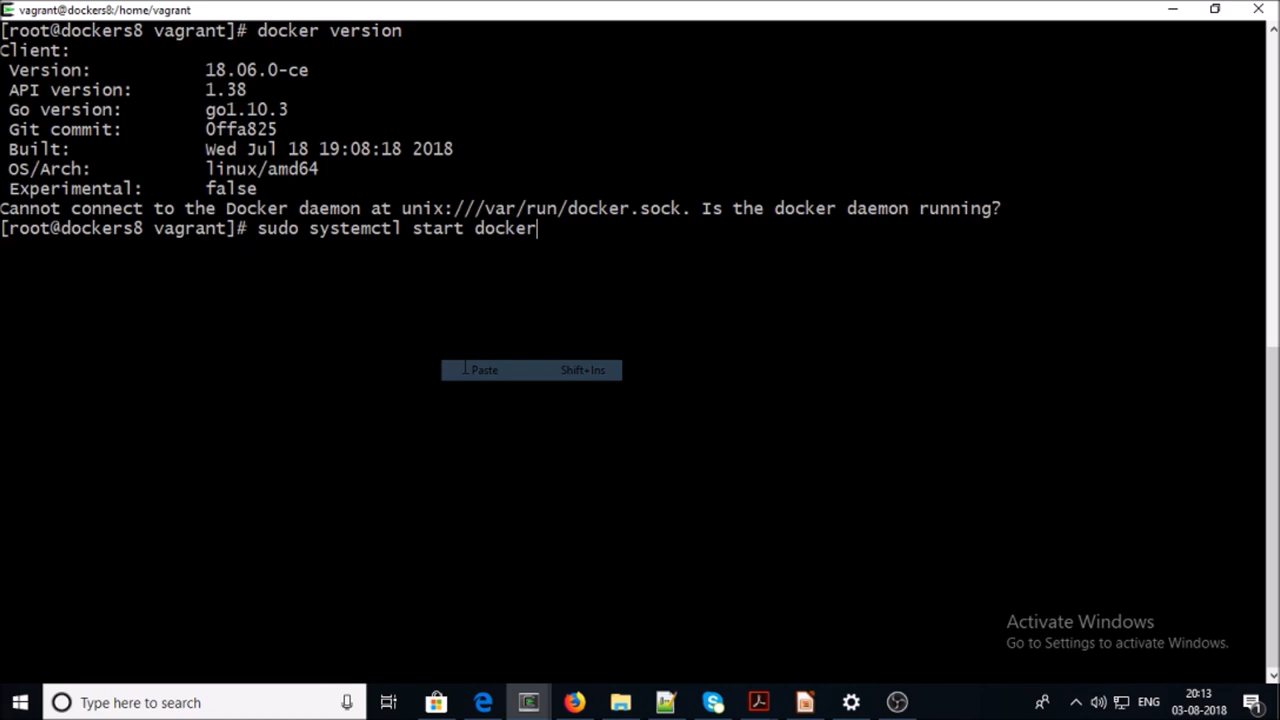 vagrant@dockers8:/home/vagrant
[root@dockers8 vagrant]# docker version
Client:
Version: 18.06.0-ce
API version: 1.38
Go version: go1.10.3
Git commit: 0ffa825
Built: Wed Jul 18 19:08:18 2018
OS/Arch: linux/amd64
Experimental: false
Cannot connect to the Docker daemon at unix:///var/run/docker.sock. Is the docker daemon running?
[root@dockers8 vagrant]# sudo systemctl start docker
Paste Shift+Ins
Activate Windows
Go to Settings to activate Windows.
Type here to search
ENG
20:13
03-08-2018
1